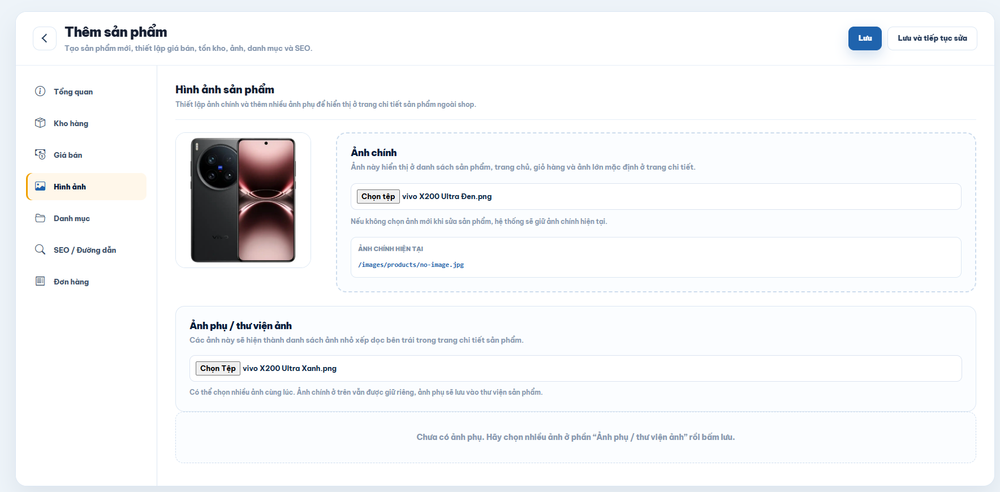 Thêm sản phẩm
Tạo sản phẩm mới, thiết lập giá bán, tồn kho, ảnh, danh mục và SEO.
Lưu
Lưu và tiếp tục sửa
Tổng quan
Kho hàng
Giá bán
Hình ảnh
Danh mục
SEO / Đường dẫn
Đơn hàng
Hình ảnh sản phẩm
Thiết lập ảnh chính và thêm nhiều ảnh phụ để hiển thị ở trang chi tiết sản phẩm ngoài shop.
vivo
Ảnh chính
Ảnh này hiển thị ở danh sách sản phẩm, trang chủ, giỏ hàng và ảnh lớn mặc định ở trang chi tiết.
Chọn tệp vivo X200 Ultra Đen.png
Nếu không chọn ảnh mới khi sửa sản phẩm, hệ thống sẽ giữ ảnh chính hiện tại.
ẢNH CHÍNH HIỆN TẠI
/images/products/no-image.jpg
Ảnh phụ / thư viện ảnh
Các ảnh này sẽ hiện thành danh sách ảnh nhỏ xếp dọc bên trái trong trang chi tiết sản phẩm.
Chọn Tệp vivo X200 Ultra Xanh.png
Có thể chọn nhiều ảnh cùng lúc. Ảnh chính ở trên vẫn được giữ riêng, ảnh phụ sẽ lưu vào thư viện sản phẩm.
Chưa có ảnh phụ. Hãy chọn nhiều ảnh ở phần “Ảnh phụ / thư viện ảnh” rồi bấm lưu.